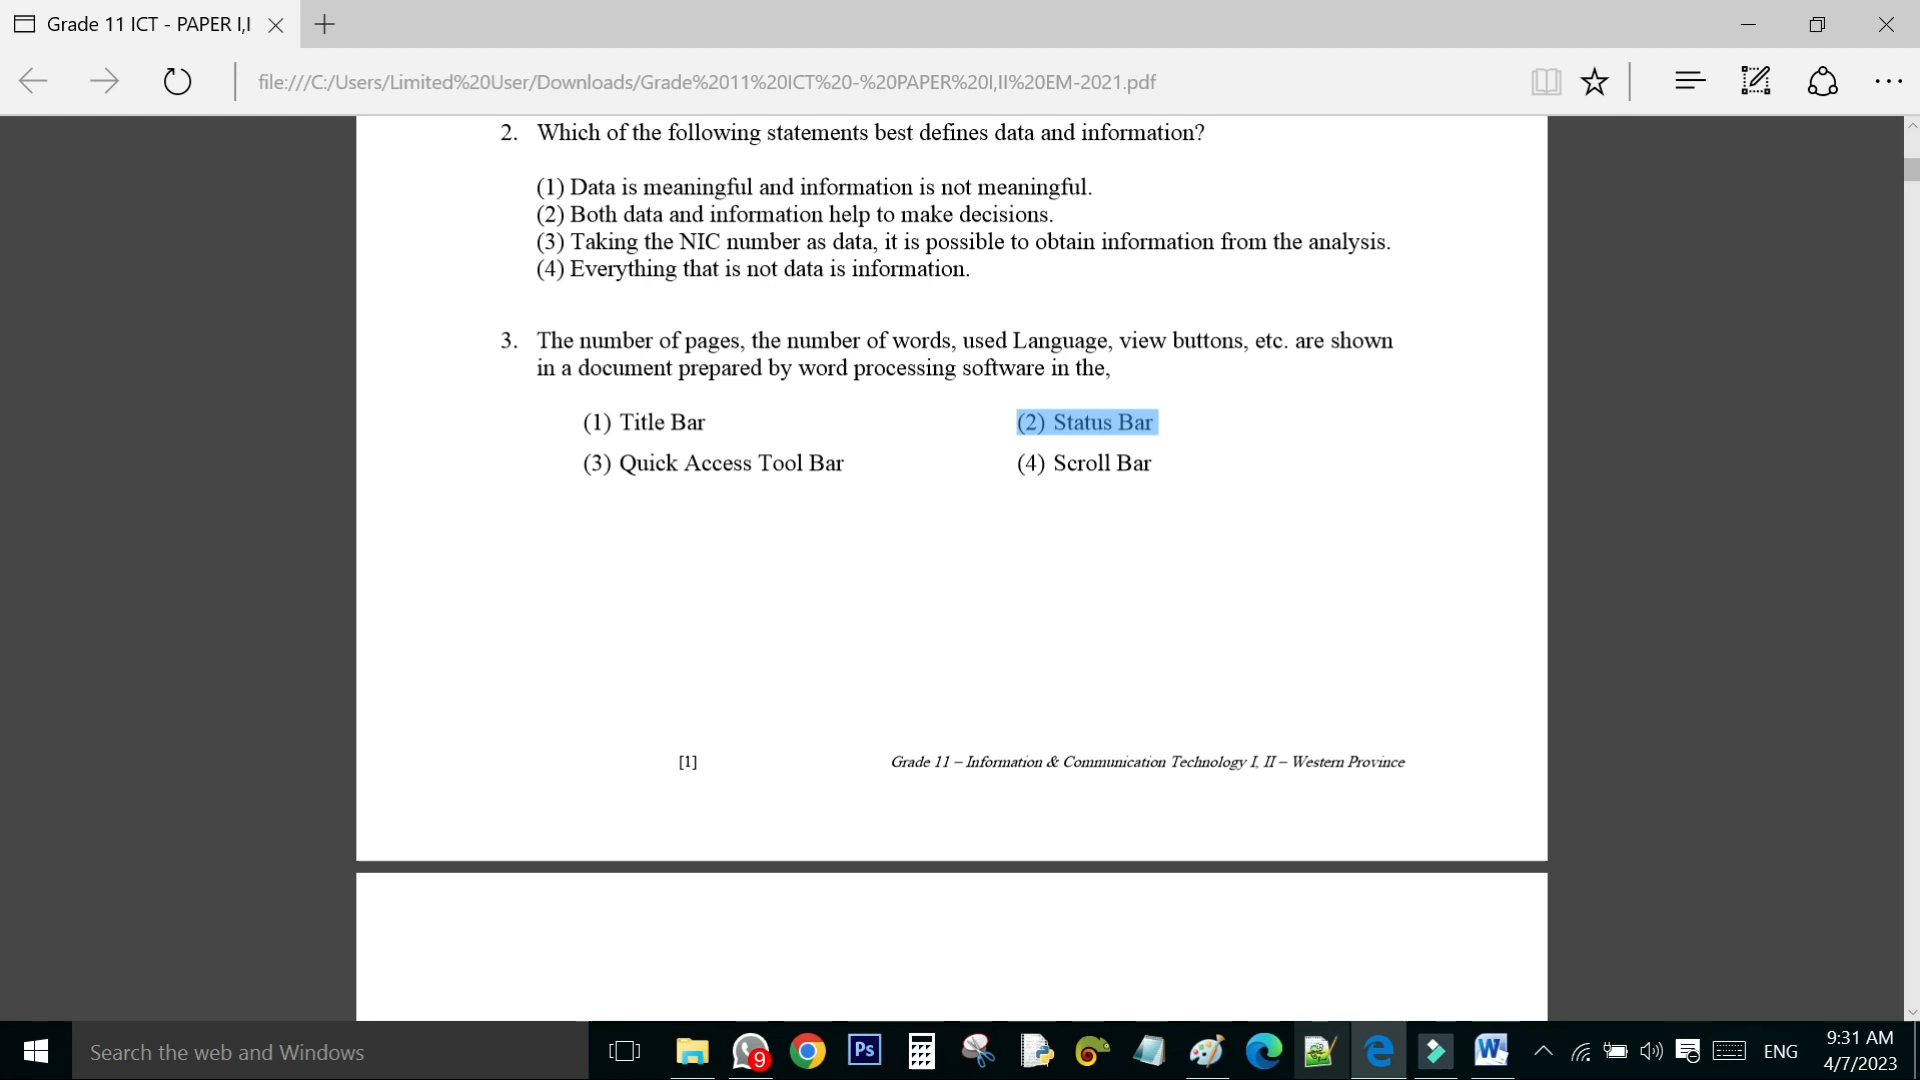 Grade 11 ICT - PAPER I,I
file:///C:/Users/Limited%20User/Downloads/Grade%2011%20ICT%20-%20PAPER%20I,II%20EM-2021.pdf
2. Which of the following statements best defines data and information?
(1) Data is meaningful and information is not meaningful.
(2) Both data and information help to make decisions.
(3) Taking the NIC number as data, it is possible to obtain information from the analysis.
(4) Everything that is not data is information.
3. The number of pages, the number of words, used Language, view buttons, etc. are shown
in a document prepared by word processing software in the,
(1) Title Bar (2) Status Bar
(3) Quick Access Tool Bar (4) Scroll Bar
[1] Grade 11 – Information & Communication Technology I, II – Western Province
Search the web and Windows
9
Ps
ENG
9:31 AM
4/7/2023